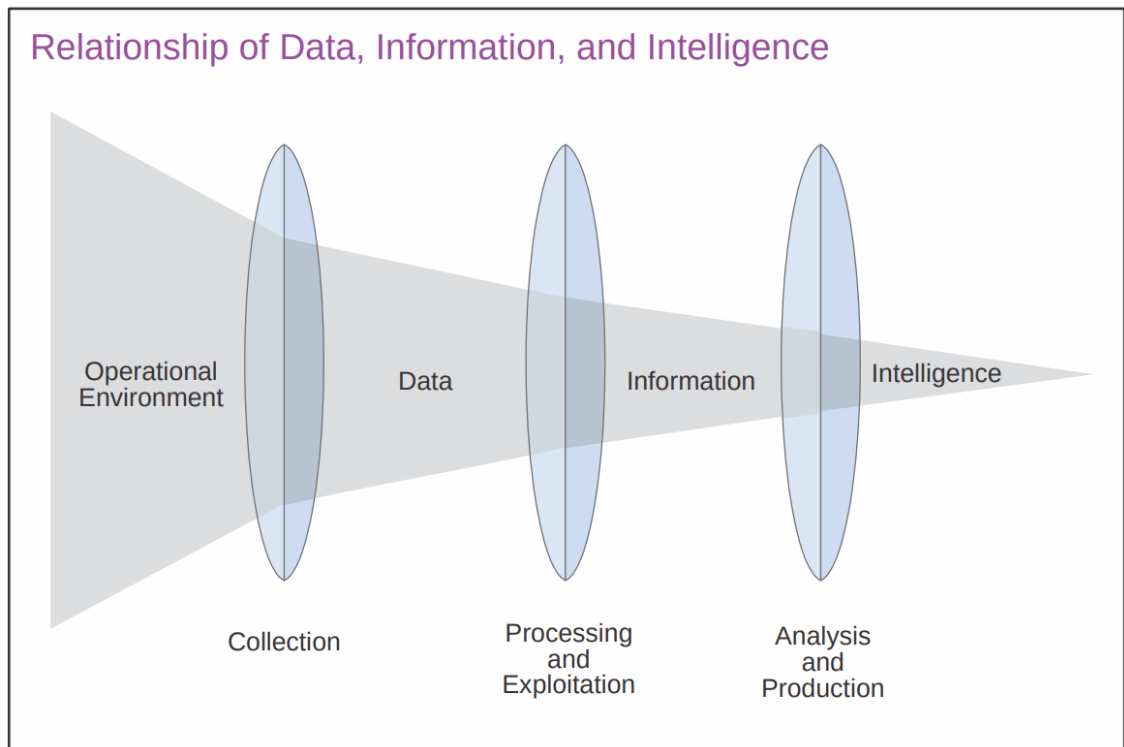 Relationship of Data, Information, and Intelligence
Operational
Environment
Data
Information
Intelligence
Collection
Processing
and
Exploitation
Analysis
and
Production